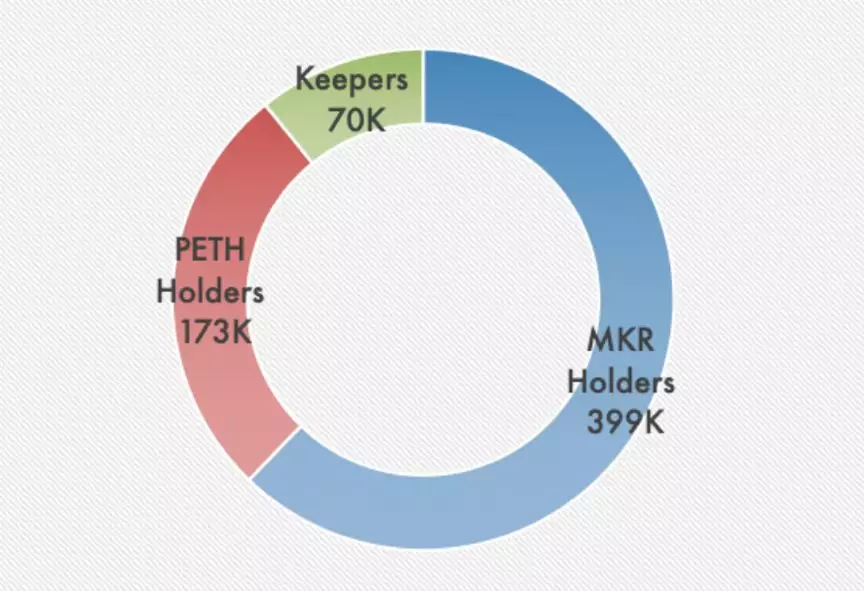 Keepers
70K
PETH
Holders
173K
MKR
Holders
399K